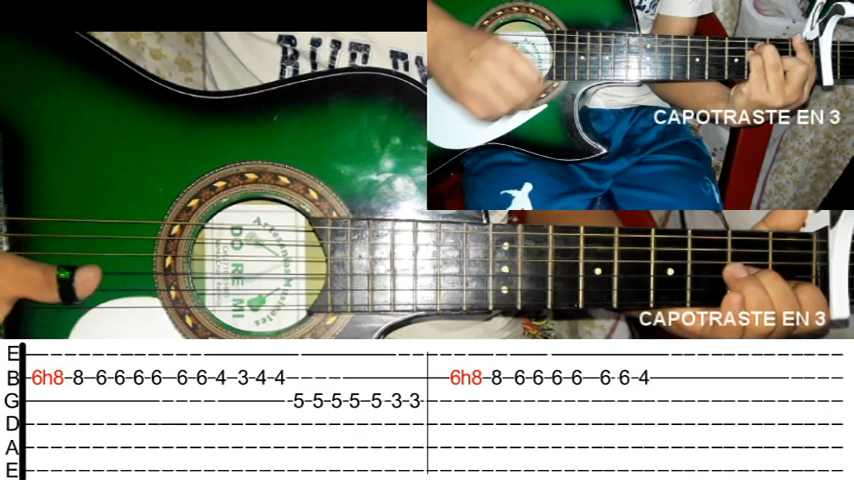 CAPOTRASTE EN 3
DO RE MI
CAPOTRASTE EN 3
E
B 6h8-8-6-6-6-6-6-6-4-3-4-4 6h8-8-6-6-6-6-6-6-4
G 5-5-5-5-5-3-3
D
A
E